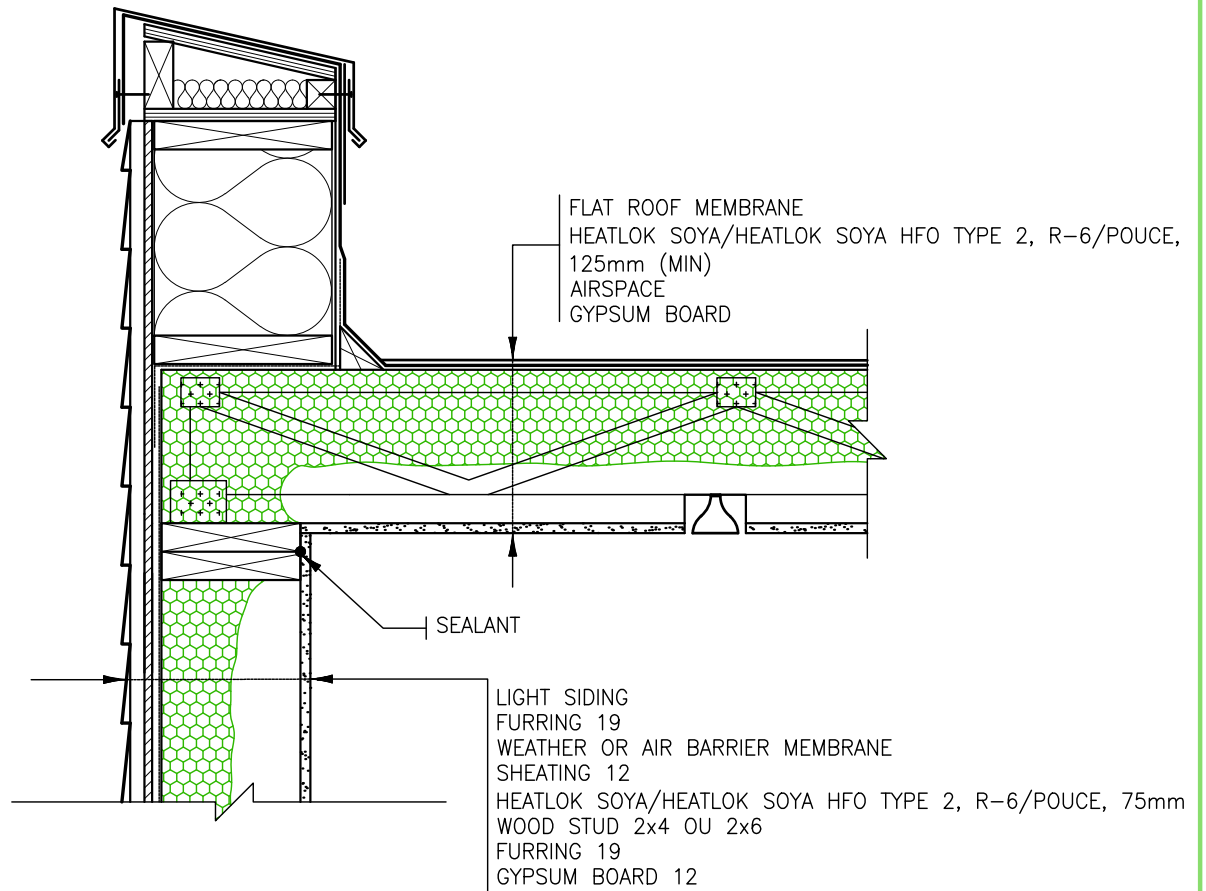 FLAT ROOF MEMBRANE
HEATLOK SOYA/HEATLOK SOYA HFO TYPE 2, R-6/POUCE,
125mm (MIN)
AIRSPACE
GYPSUM BOARD
SEALANT
LIGHT SIDING
FURRING 19
WEATHER OR AIR BARRIER MEMBRANE
SHEATING 12
HEATLOK SOYA/HEATLOK SOYA HFO TYPE 2, R-6/POUCE, 75mm
WOOD STUD 2x4 OU 2x6
FURRING 19
GYPSUM BOARD 12